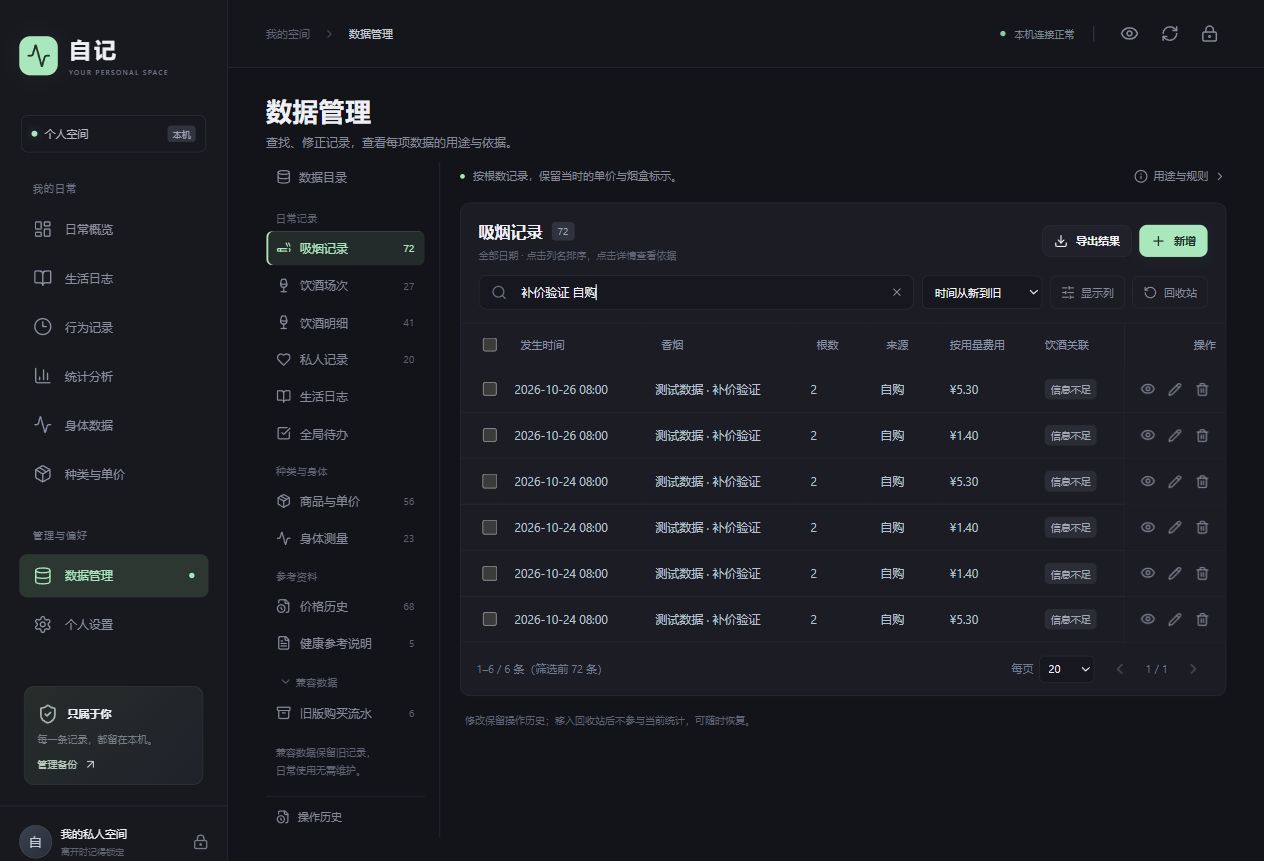 自记
YOUR PERSONAL SPACE
个人空间 本机
我的日常
日常概览
生活日志
行为记录
统计分析
身体数据
种类与单价
管理与偏好
数据管理
个人设置
只属于你
每一条记录，都留在本机。
管理备份
自 我的私人空间
离开时记得锁定
我的空间 数据管理
本机连接正常
数据管理
查找、修正记录，查看每项数据的用途与依据。
数据目录
日常记录
吸烟记录 72
饮酒场次 27
饮酒明细 41
私人记录 20
生活日志
全局待办
种类与身体
商品与单价 56
身体测量 23
参考资料
价格历史 68
健康参考说明 5
兼容数据
旧版购买流水 6
兼容数据保留旧记录，
日常使用无需维护。
操作历史
按根数记录，保留当时的单价与烟盒标示。 用途与规则
吸烟记录 72
全部日期 · 点击列名排序，点击详情查看依据
导出结果 新增
补价验证 自购 时间从新到旧 显示列 回收站
发生时间 香烟 根数 来源 按用量费用 饮酒关联 操作
2026-10-26 08:00 测试数据 · 补价验证 2 自购 ¥5.30 信息不足
2026-10-26 08:00 测试数据 · 补价验证 2 自购 ¥1.40 信息不足
2026-10-24 08:00 测试数据 · 补价验证 2 自购 ¥5.30 信息不足
2026-10-24 08:00 测试数据 · 补价验证 2 自购 ¥1.40 信息不足
2026-10-24 08:00 测试数据 · 补价验证 2 自购 ¥1.40 信息不足
2026-10-24 08:00 测试数据 · 补价验证 2 自购 ¥5.30 信息不足
1–6 / 6 条（筛选前 72 条） 每页 20 1 / 1
修改保留操作历史；移入回收站后不参与当前统计，可随时恢复。